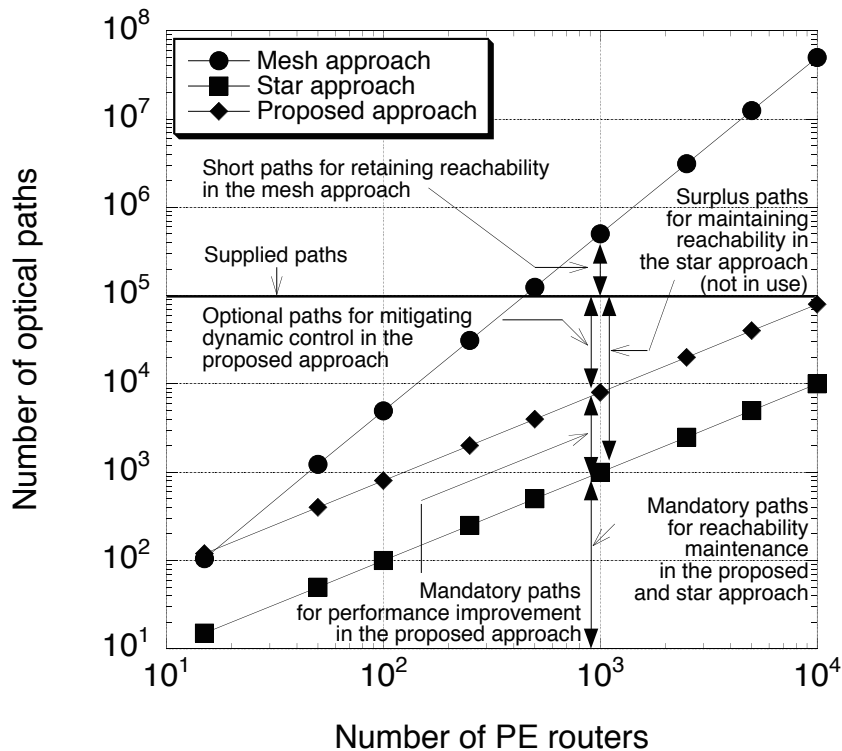 10^8
10^7
10^6
10^5
10^4
10^3
10^2
10^1
Number of optical paths
Mesh approach
Star approach
Proposed approach
Short paths for retaining reachability
in the mesh approach
Surplus paths
for maintaining
reachability in
the star approach
(not in use)
Supplied paths
Optional paths for mitigating
dynamic control in the
proposed approach
Mandatory paths
for reachability
maintenance
in the proposed
and star approach
Mandatory paths
for performance improvement
in the proposed approach
10^1
10^2
10^3
10^4
Number of PE routers